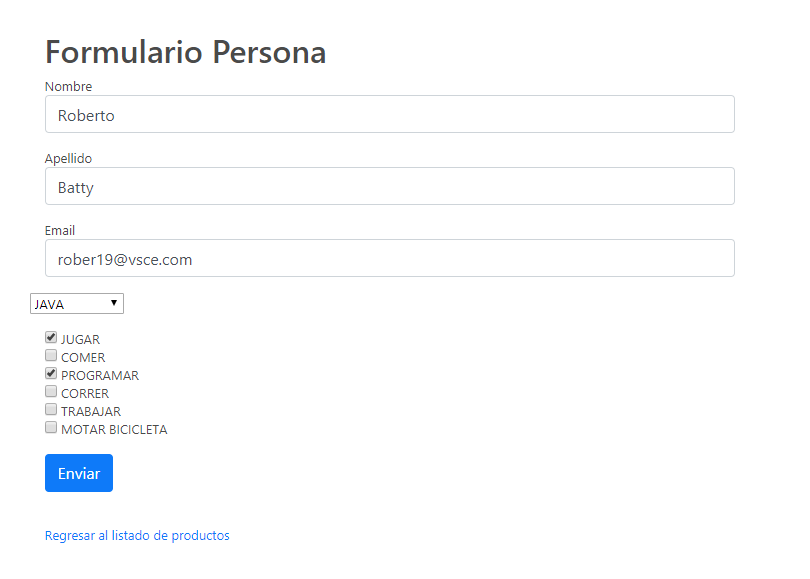 Formulario Persona
Nombre
Roberto
Apellido
Batty
Email
rober19@vsce.com
JAVA
JUGAR
COMER
PROGRAMAR
CORRER
TRABAJAR
MOTAR BICICLETA
Enviar
Regresar al listado de productos